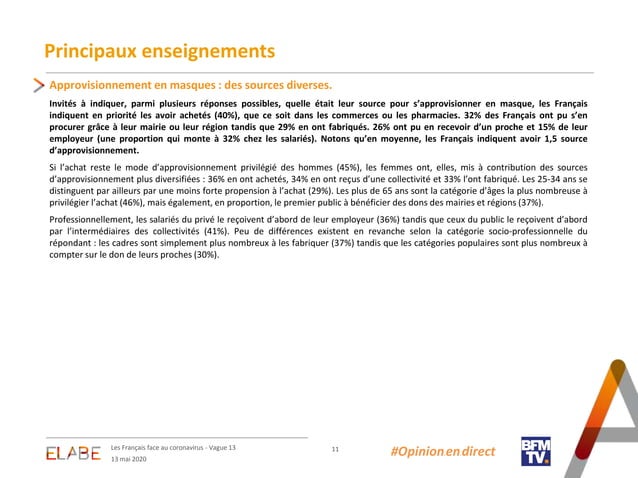 Principaux enseignements
Approvisionnement en masques : des sources diverses.
Invités à indiquer, parmi plusieurs réponses possibles, quelle était leur source pour s’approvisionner en masque, les Français
indiquent en priorité les avoir achetés (40%), que ce soit dans les commerces ou les pharmacies. 32% des Français ont pu s’en
procurer grâce à leur mairie ou leur région tandis que 29% en ont fabriqués. 26% ont pu en recevoir d’un proche et 15% de leur
employeur (une proportion qui monte à 32% chez les salariés). Notons qu’en moyenne, les Français indiquent avoir 1,5 source
d’approvisionnement.
Si l’achat reste le mode d’approvisionnement privilégié des hommes (45%), les femmes ont, elles, mis à contribution des sources
d’approvisionnement plus diversifiées : 36% en ont achetés, 34% en ont reçus d’une collectivité et 33% l’ont fabriqué. Les 25-34 ans se
distinguent par ailleurs par une moins forte propension à l’achat (29%). Les plus de 65 ans sont la catégorie d’âges la plus nombreuse à
privilégier l’achat (46%), mais également, en proportion, le premier public à bénéficier des dons des mairies et régions (37%).
Professionnellement, les salariés du privé le reçoivent d’abord de leur employeur (36%) tandis que ceux du public le reçoivent d’abord
par l’intermédiaires des collectivités (41%). Peu de différences existent en revanche selon la catégorie socio-professionnelle du
répondant : les cadres sont simplement plus nombreux à les fabriquer (37%) tandis que les catégories populaires sont plus nombreux à
compter sur le don de leurs proches (30%).
ELABE
Les Français face au coronavirus - Vague 13
13 mai 2020
11
#Opinion en direct
BFM
TV.